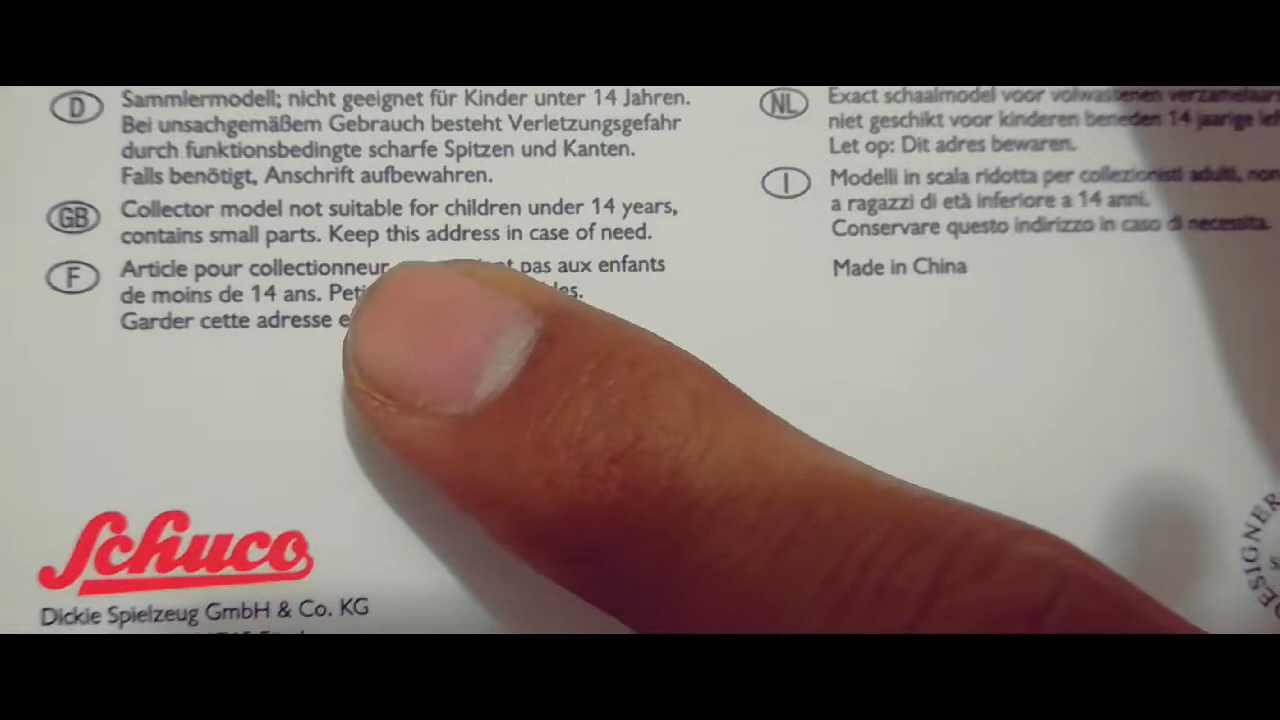 D
Sammlermodell; nicht geeignet für Kinder unter 14 Jahren.
Bei unsachgemäßem Gebrauch besteht Verletzungsgefahr
durch funktionsbedingte scharfe Spitzen und Kanten.
Falls benötigt, Anschrift aufbewahren.
GB
Collector model not suitable for children under 14 years,
contains small parts. Keep this address in case of need.
F
Article pour collectionneur pas aux enfants
de moins de 14 ans.
Garder cette adresse
NL
Exact schaalmodel voor volwassenen
niet geschikt voor kinderen beneden 14 jaarige
Let op: Dit adres bewaren.
I
Modelli in scala ridotta per collezionisti adulti, non
a ragazzi di età inferiore a 14 anni.
Conservare questo indirizzo in caso di necessita.
Made in China
Schuco
Dickie Spielzeug GmbH & Co. KG